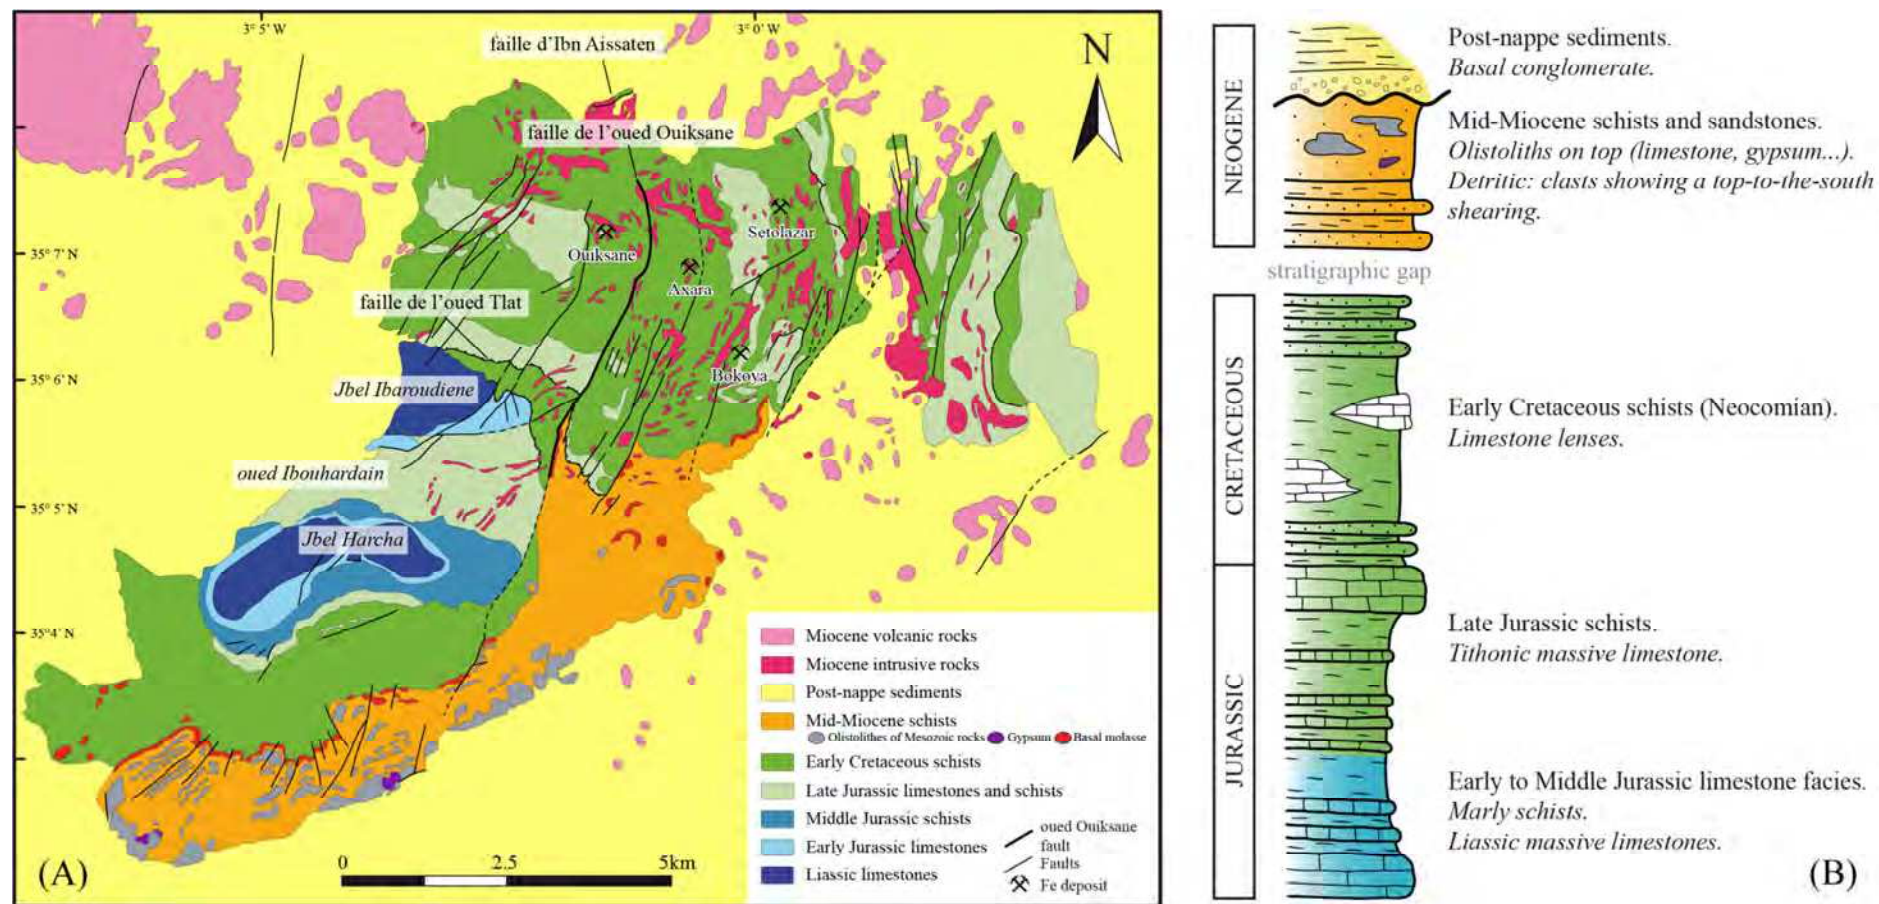 3° 5' W
3° 0' W
faille d'Ibn Aissaten
N
faille de l'oued Ouiksane
Setolazar
Ouiksane
35° 7' N
Axara
faille de l'oued Tlat
35° 6' N
Bokoya
Jbel Ibaroudiene
oued Ibouhardain
35° 5' N
Jbel Harcha
35° 4' N
Miocene volcanic rocks
Miocene intrusive rocks
Post-nappe sediments
Mid-Miocene schists
Olistolithes of Mesozoic rocks Gypsum Basal molasse
Early Cretaceous schists
Late Jurassic limestones and schists
Middle Jurassic schists
Early Jurassic limestones
Liassic limestones
oued Ouiksane
fault
Faults
Fe deposit
0 2.5 5km
(A)
NEOGENE
Post-nappe sediments.
Basal conglomerate.
Mid-Miocene schists and sandstones.
Olistoliths on top (limestone, gypsum...).
Detritic: clasts showing a top-to-the-south
shearing.
stratigraphic gap
CRETACEOUS
Early Cretaceous schists (Neocomian).
Limestone lenses.
JURASSIC
Late Jurassic schists.
Tithonic massive limestone.
Early to Middle Jurassic limestone facies.
Marly schists.
Liassic massive limestones.
(B)